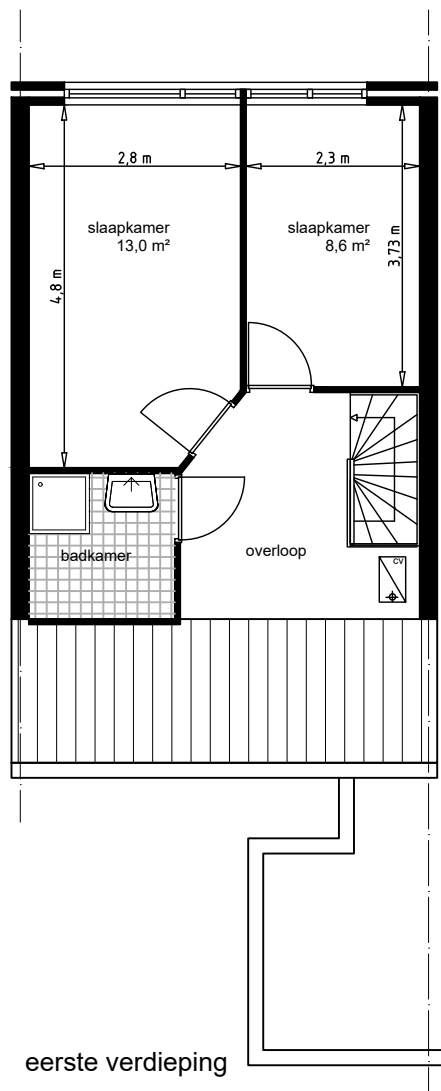 2,8 m
2,3 m
slaapkamer
13,0 m²
slaapkamer
8,6 m²
4,8 m
3,73 m
badkamer
overloop
cv
eerste verdieping